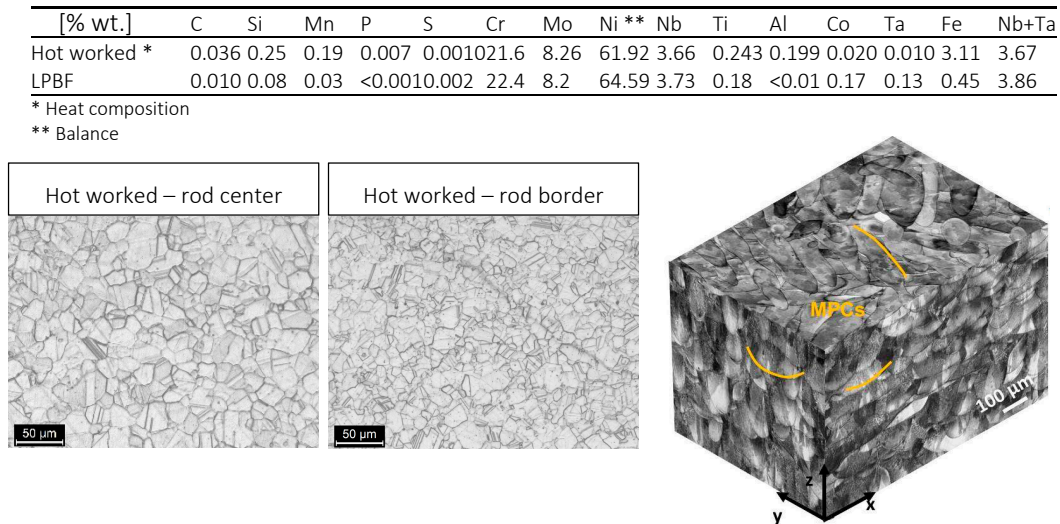 [% wt.] C Si Mn P S Cr Mo Ni ** Nb Ti Al Co Ta Fe Nb+Ta
Hot worked * 0.036 0.25 0.19 0.007 0.0010 21.6 8.26 61.92 3.66 0.243 0.199 0.020 0.010 3.11 3.67
LPBF 0.010 0.08 0.03 <0.001 0.002 22.4 8.2 64.59 3.73 0.18 <0.01 0.17 0.13 0.45 3.86
* Heat composition
** Balance
Hot worked – rod center
Hot worked – rod border
50 µm
50 µm
MPCs
100 µm
z
y
x